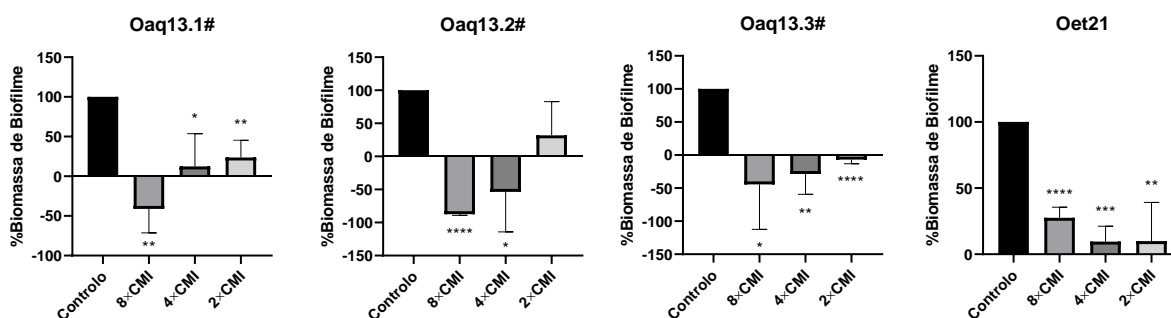 Oaq13.1#
%Biomassa de Biofilme
150
100
50
0
-50
-100
*
**
**
Controlo
8×CMI
4×CMI
2×CMI
Oaq13.2#
%Biomassa de Biofilme
150
100
50
0
-50
-100
-150
****
*
Controlo
8×CMI
4×CMI
2×CMI
Oaq13.3#
%Biomassa de Biofilme
150
100
50
0
-50
-100
-150
****
**
*
Controlo
8×CMI
4×CMI
2×CMI
Oet21
%Biomassa de Biofilme
150
100
50
0
****
***
**
Controlo
8×CMI
4×CMI
2×CMI